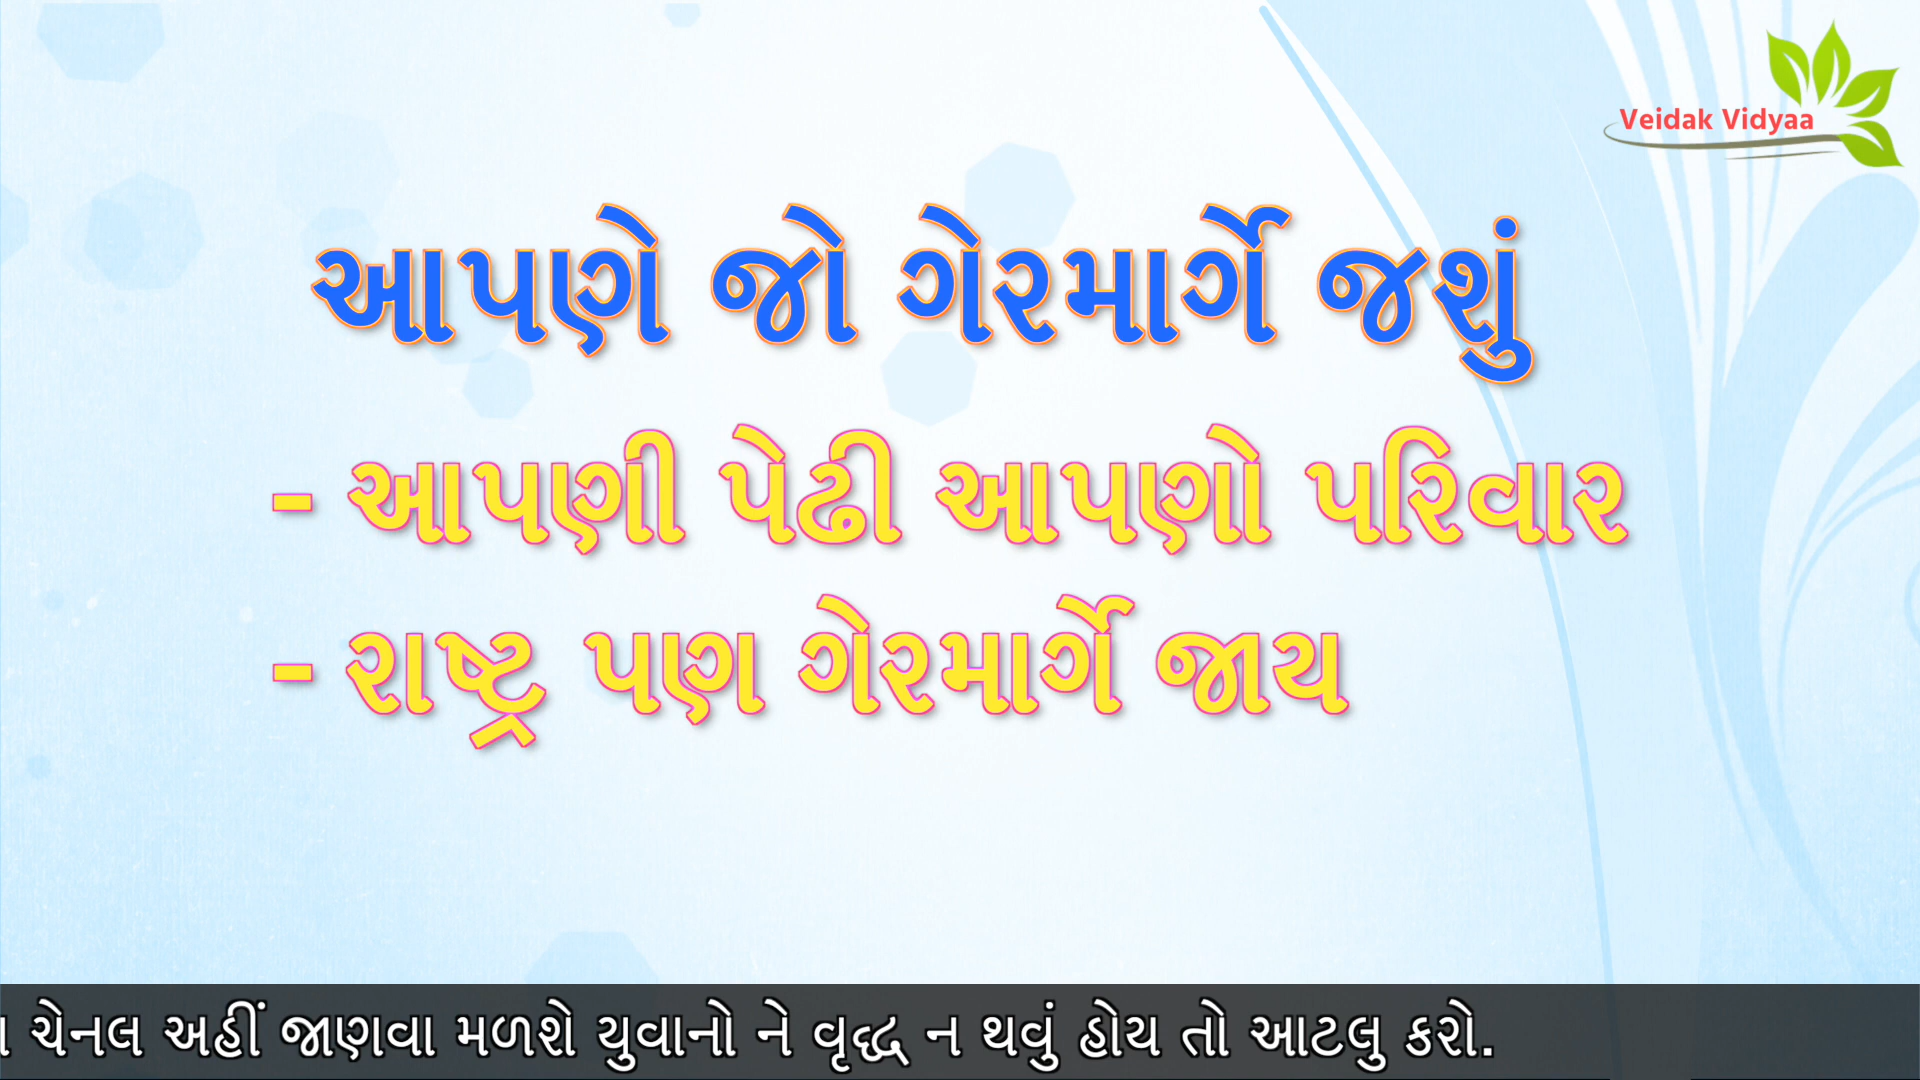 Veidak Vidyaa
આપણે જો ગેરમાર્ગે જશું
- આપણી પેઢી આપણો પરિવાર
- રાષ્ટ્ર પણ ગેરમાર્ગે જાય
ચેનલ અહીં જાણવા મળશે યુવાનો ને વૃદ્ધ ન થવું હોય તો આટલુ કરો.